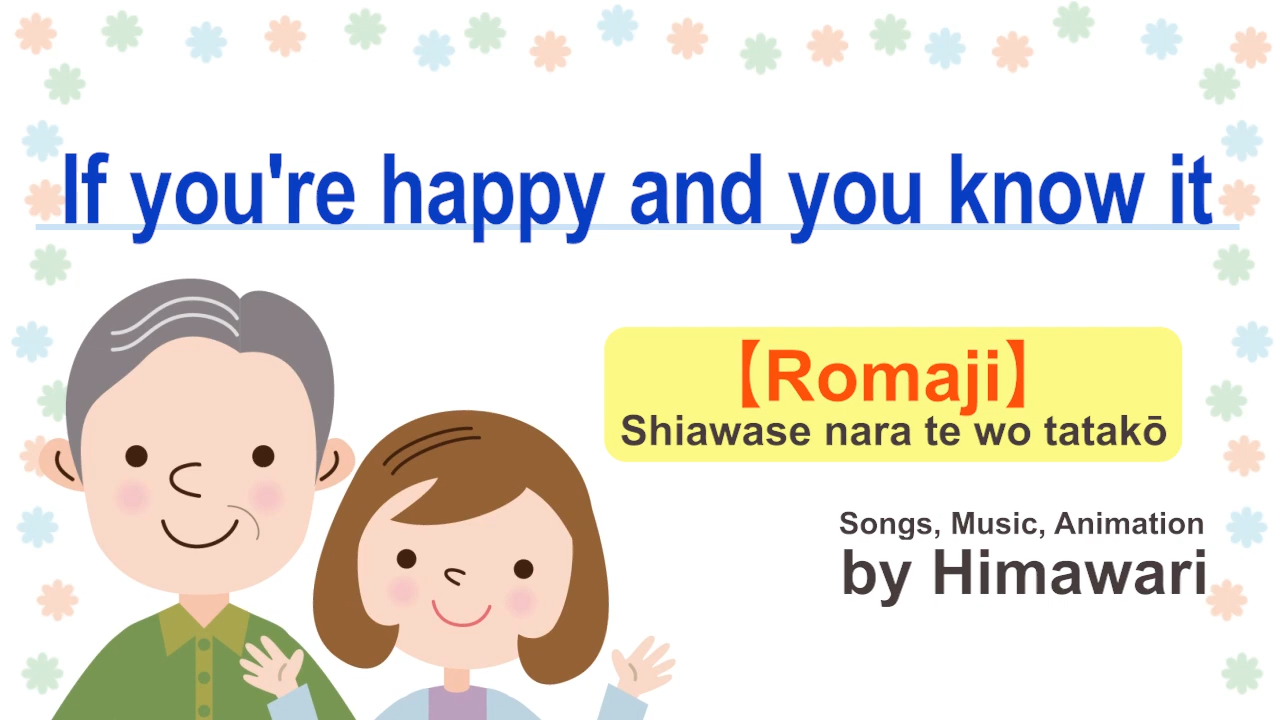 If you're happy and you know it
【Romaji】
Shiawase nara te wo tatakō
Songs, Music, Animation
by Himawari